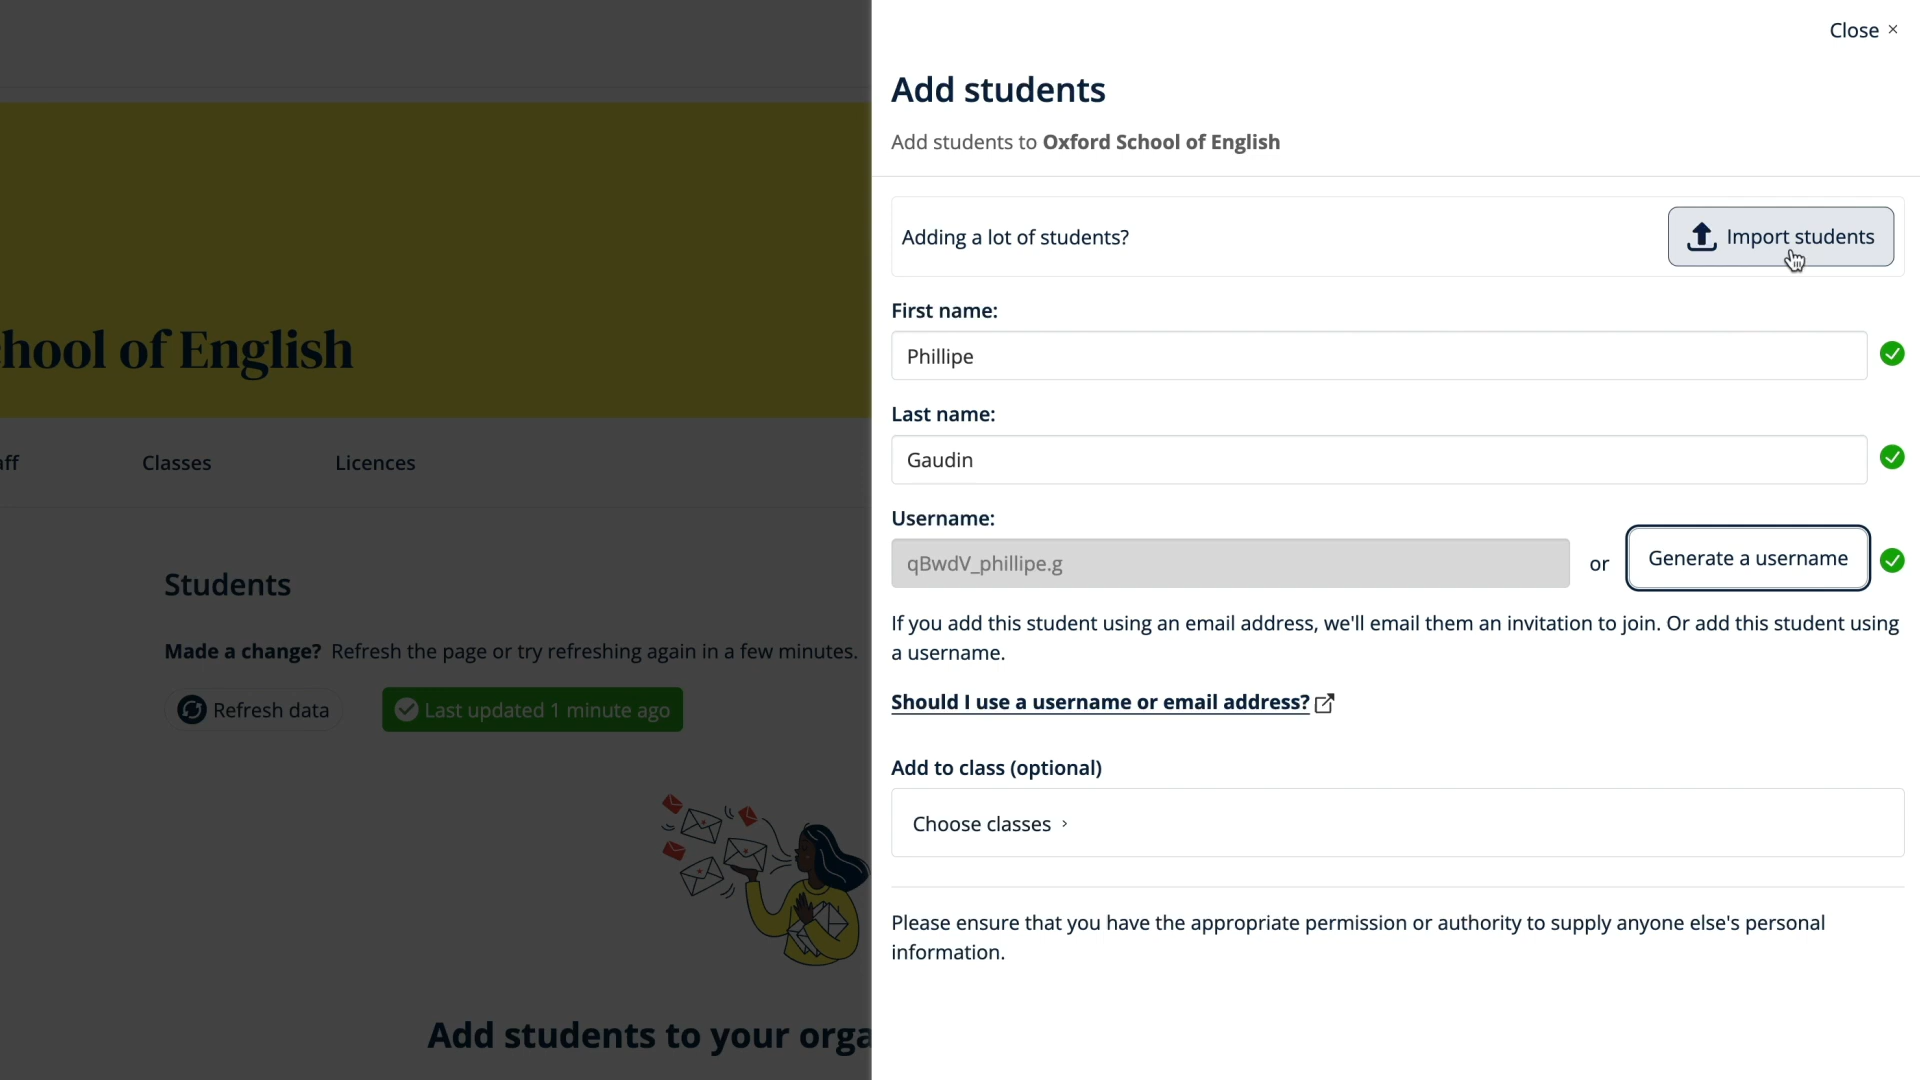 Close ×
Add students
Add students to Oxford School of English
Adding a lot of students?
Import students
First name:
Phillipe
Last name:
Gaudin
Username:
qBwdV_phillipe.g
or
Generate a username
If you add this student using an email address, we'll email them an invitation to join. Or add this student using
a username.
Should I use a username or email address?
Add to class (optional)
Choose classes ›
Please ensure that you have the appropriate permission or authority to supply anyone else's personal
information.
hool of English
aff
Classes
Licences
Students
Made a change? Refresh the page or try refreshing again in a few minutes.
Refresh data
Last updated 1 minute ago
Add students to your orga